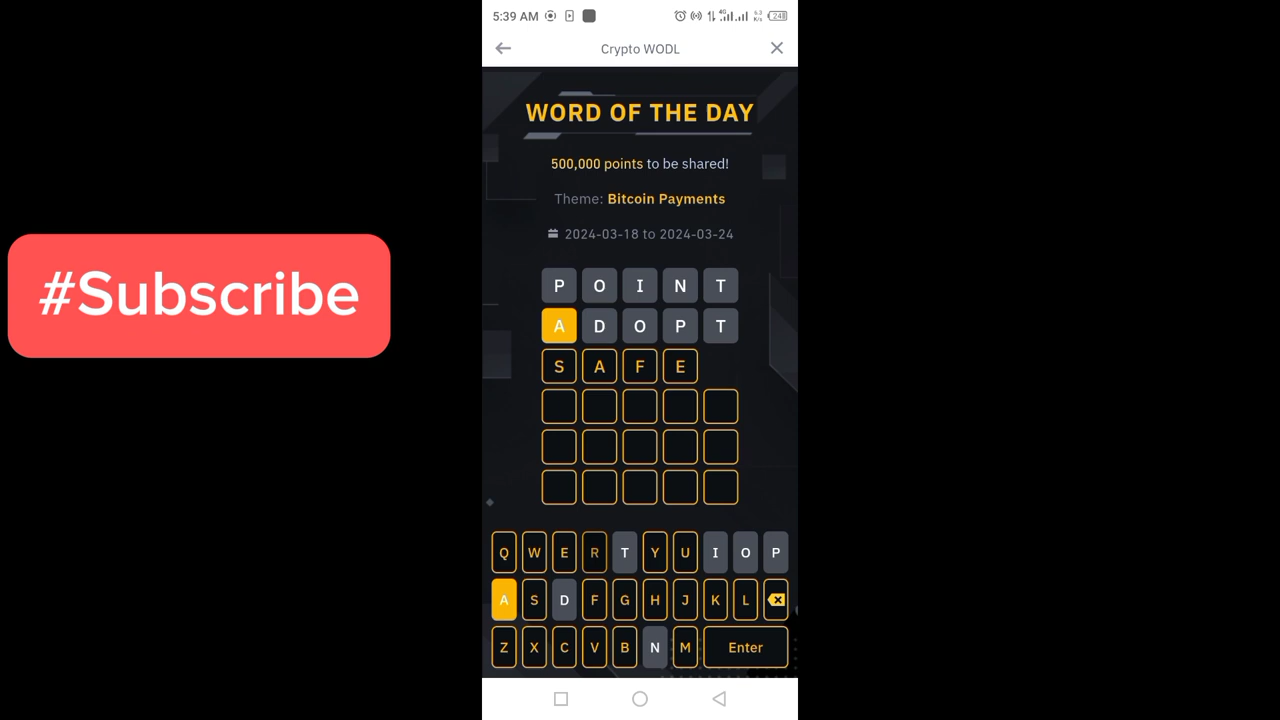 5:39 AM
Crypto WODL
WORD OF THE DAY
500,000 points to be shared!
Theme: Bitcoin Payments
2024-03-18 to 2024-03-24
#Subscribe
P O I N T
A D O P T
S A F E
Q W E R T Y U I O P
A S D F G H J K L
Z X C V B N M Enter